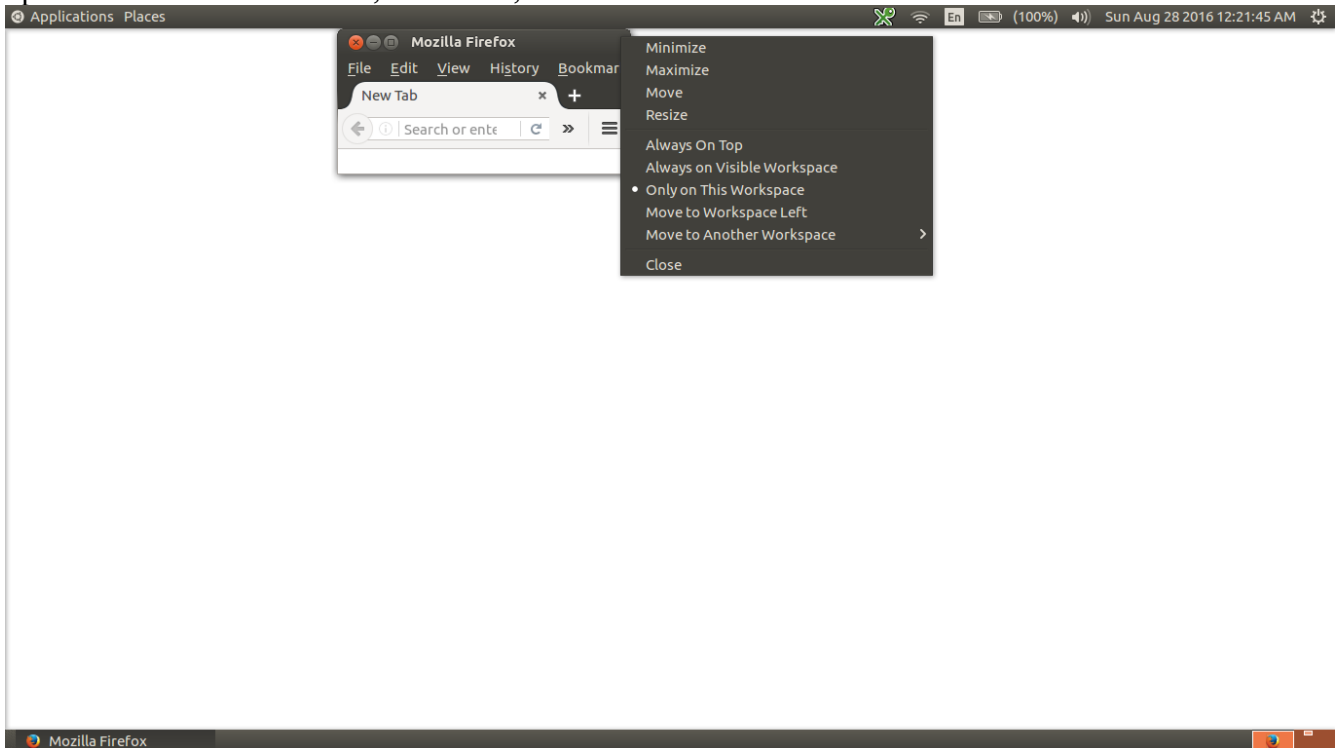 Applications Places En (100%) Sun Aug 28 2016 12:21:45 AM
Mozilla Firefox
File Edit View History Bookmar
New Tab
Search or ente
Minimize
Maximize
Move
Resize
Always On Top
Always on Visible Workspace
Only on This Workspace
Move to Workspace Left
Move to Another Workspace
Close
Mozilla Firefox